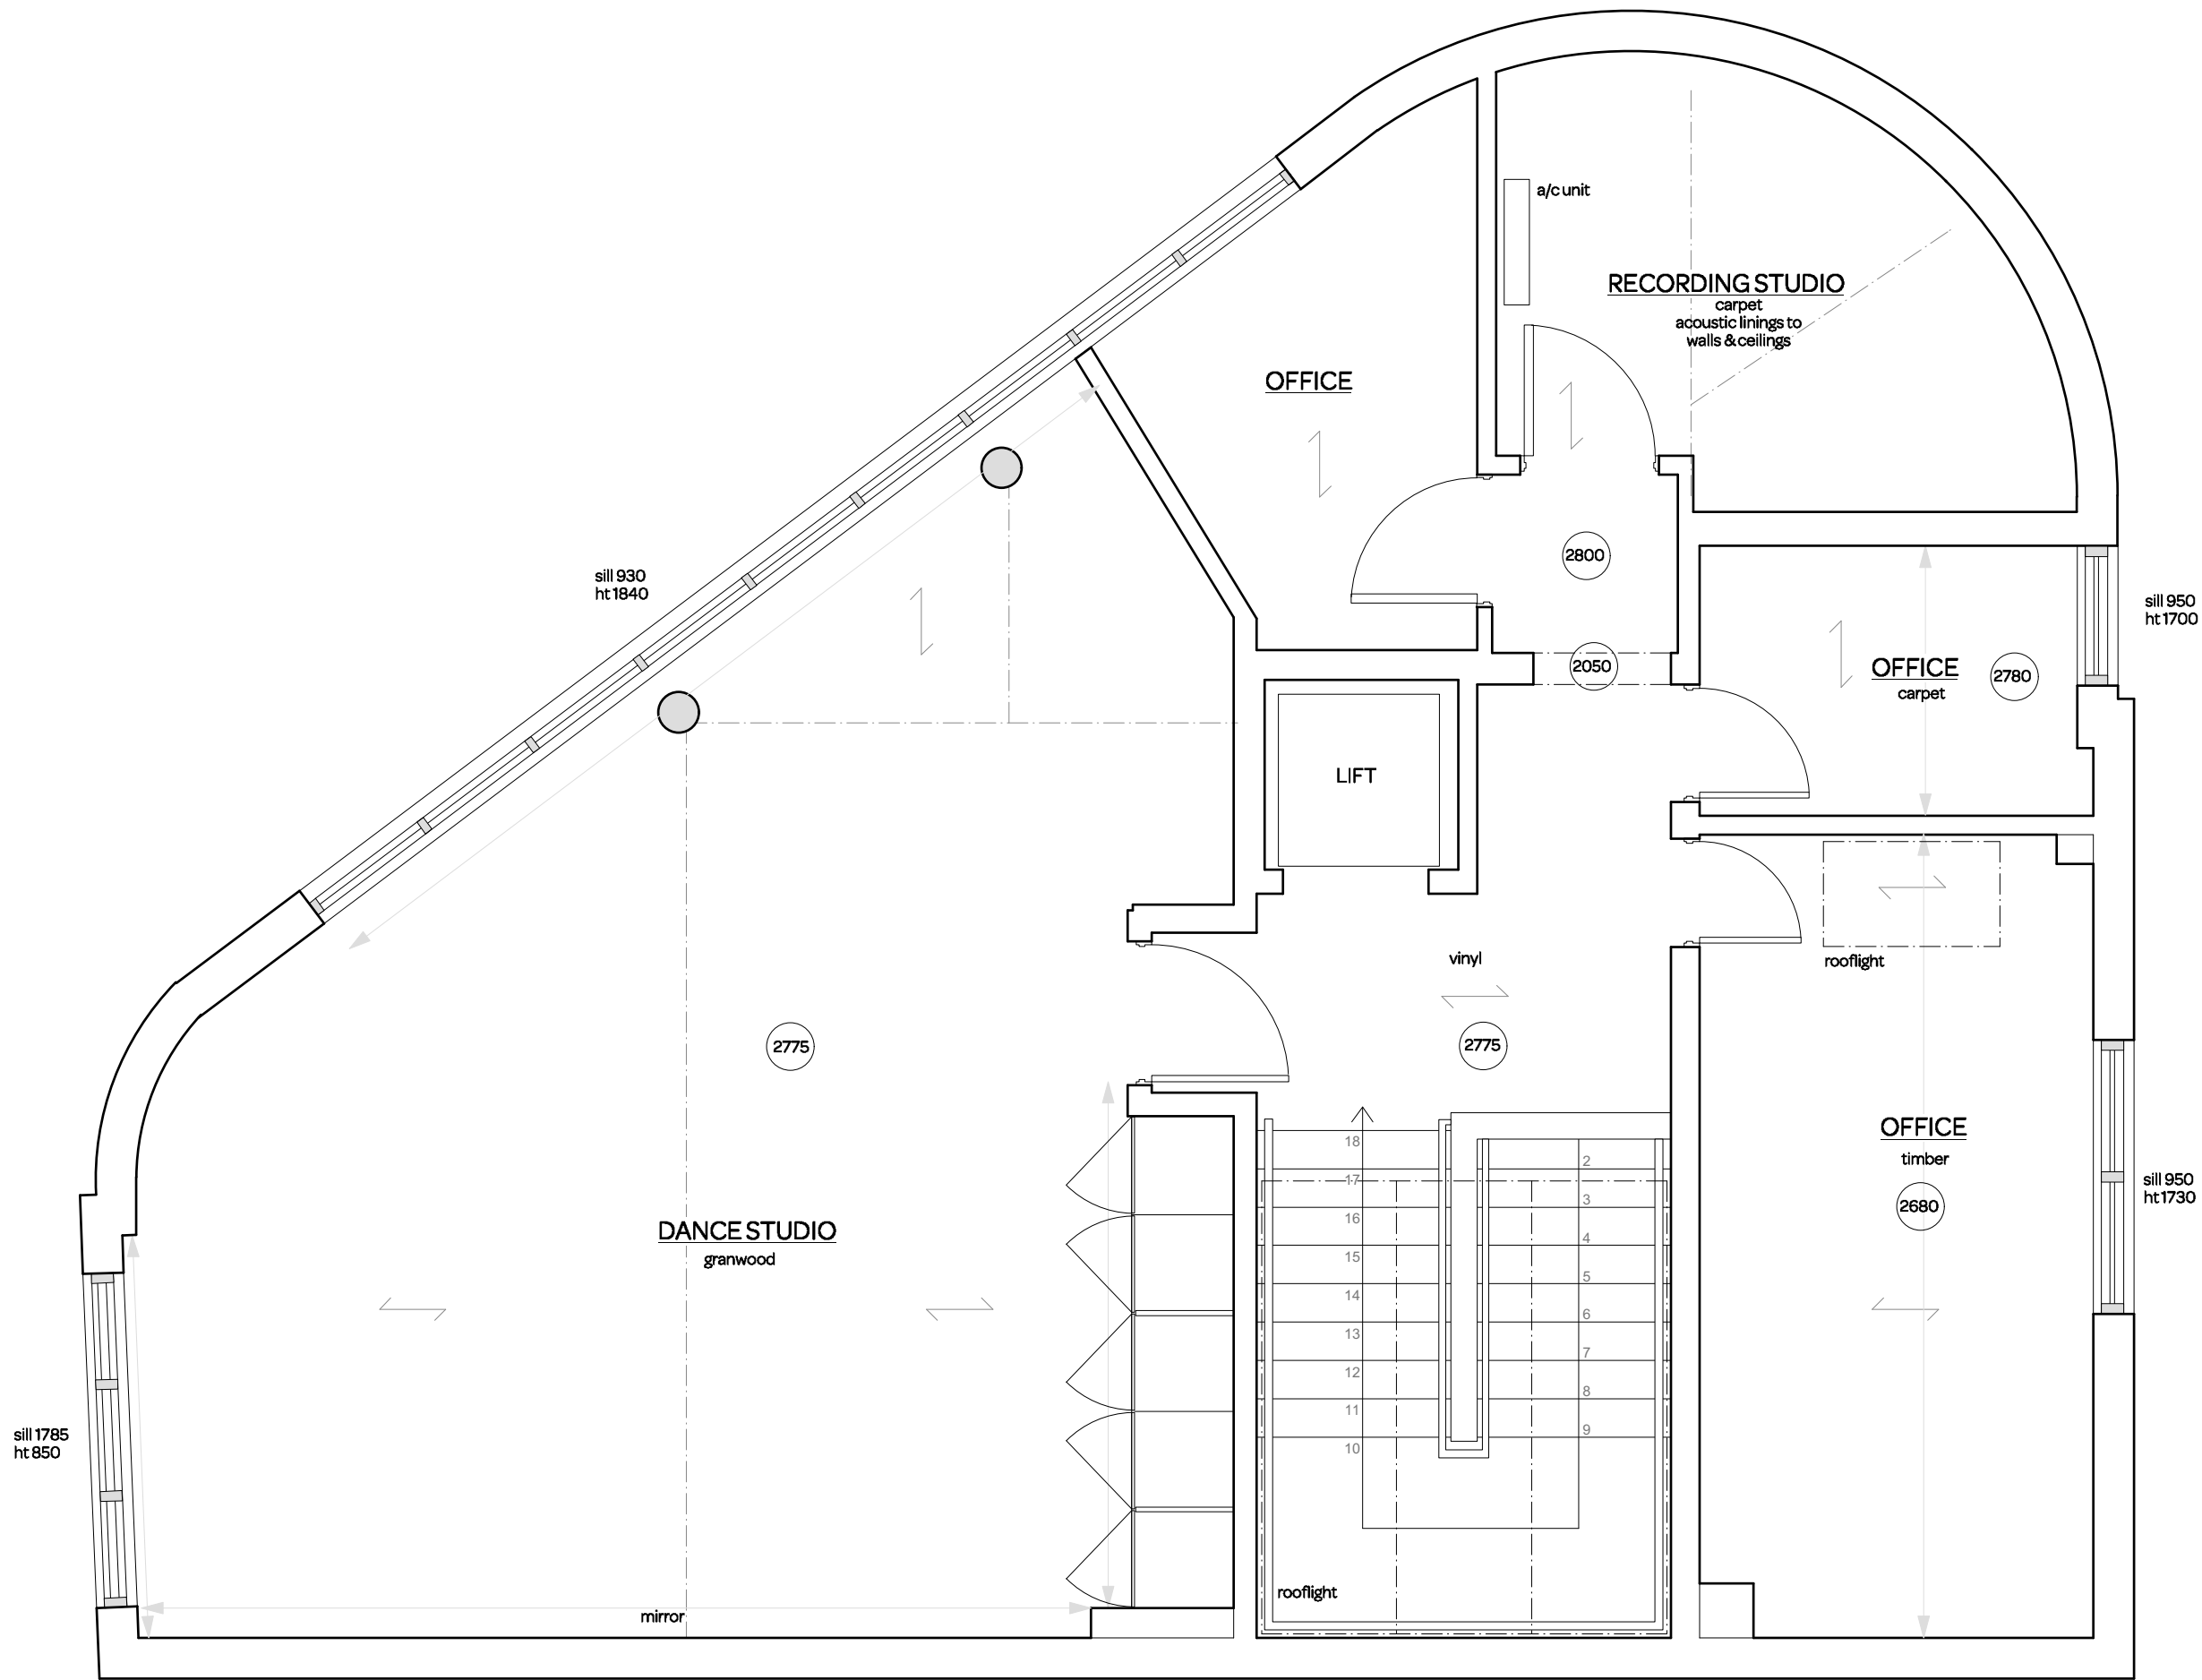 a/c unit
RECORDING STUDIO
carpet
acoustic linings to
walls & ceilings
OFFICE
sill 930
ht 1840
2800
sill 950
ht 1700
2050
OFFICE
carpet
2780
LIFT
vinyl
rooflight
2775
2775
OFFICE
timber
2680
sill 950
ht 1730
DANCE STUDIO
granwood
18
17
16
15
14
13
12
11
10
2
3
4
5
6
7
8
9
sill 1785
ht 850
rooflight
mirror